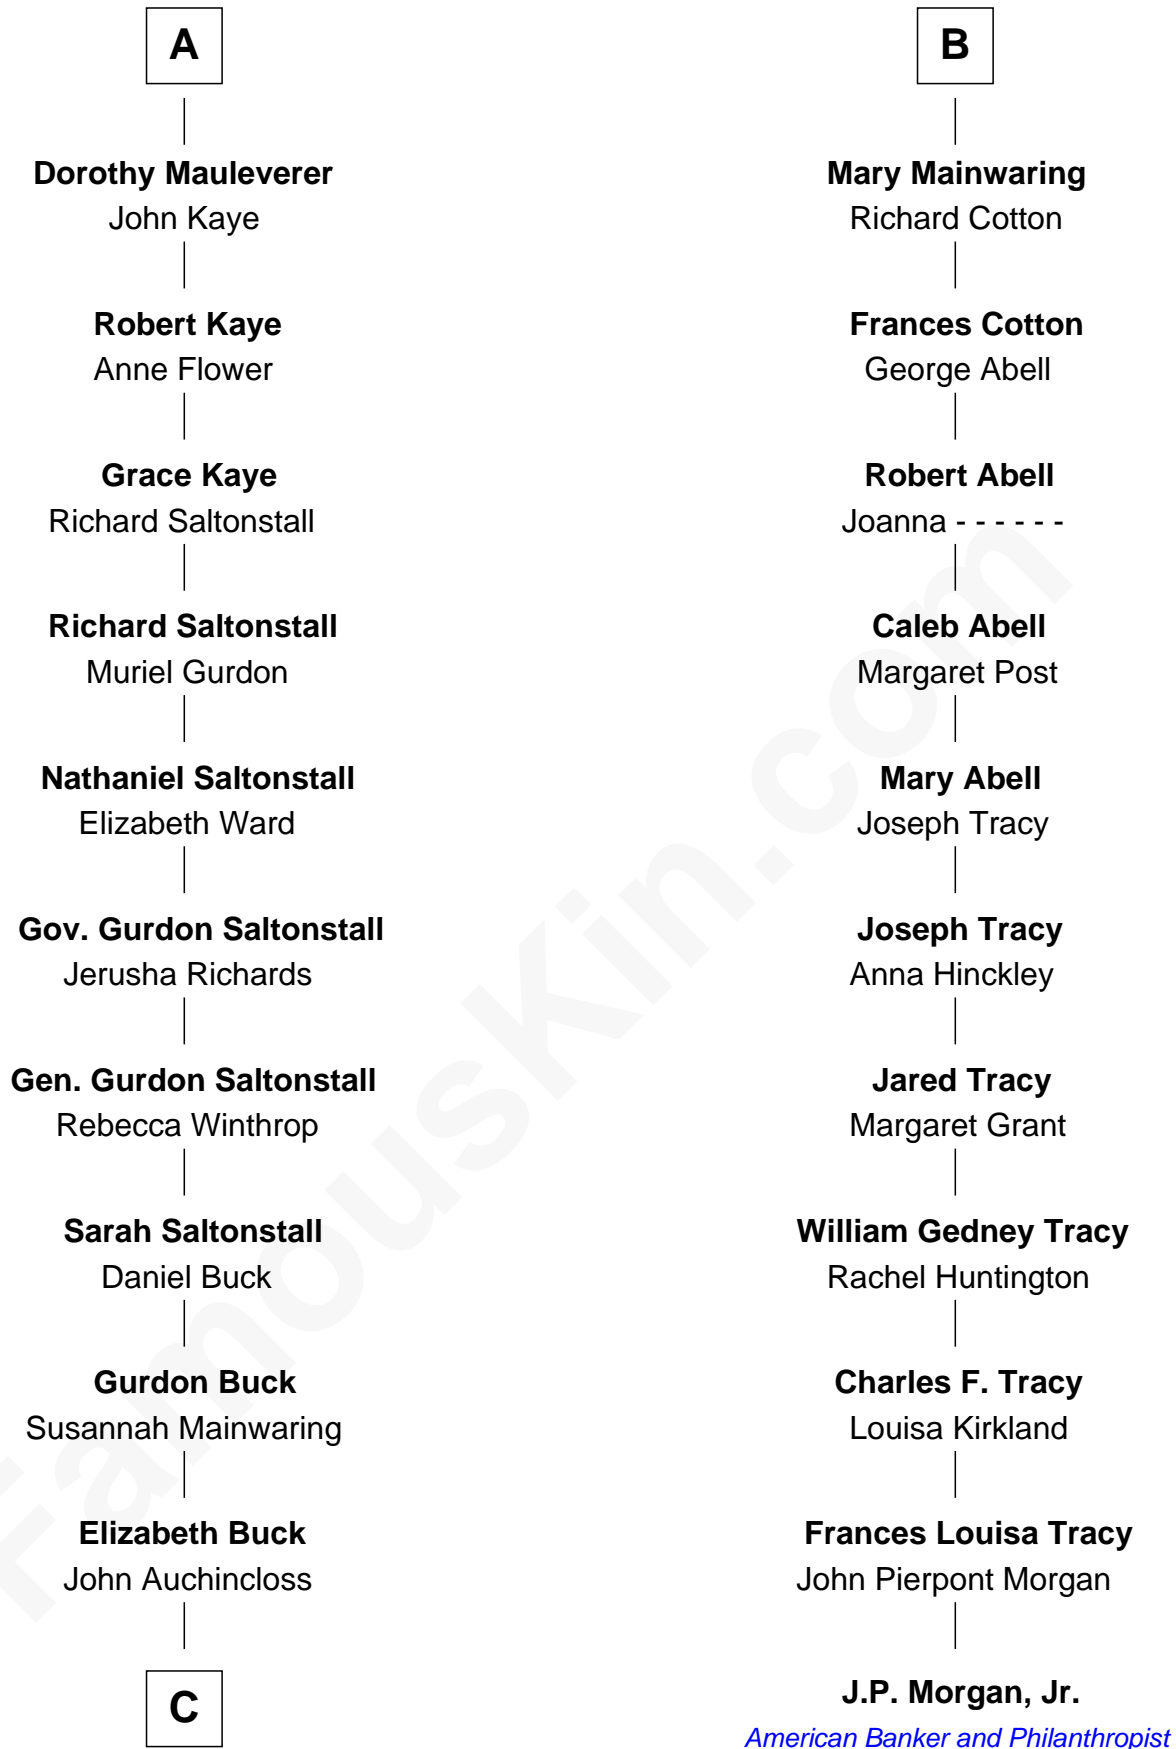 A
Dorothy Mauleverer
John Kaye
Robert Kaye
Anne Flower
Grace Kaye
Richard Saltonstall
Richard Saltonstall
Muriel Gurdon
Nathaniel Saltonstall
Elizabeth Ward
Gov. Gurdon Saltonstall
Jerusha Richards
Gen. Gurdon Saltonstall
Rebecca Winthrop
Sarah Saltonstall
Daniel Buck
Gurdon Buck
Susannah Mainwaring
Elizabeth Buck
John Auchincloss
C
B
Mary Mainwaring
Richard Cotton
Frances Cotton
George Abell
Robert Abell
Joanna - - - - - -
Caleb Abell
Margaret Post
Mary Abell
Joseph Tracy
Joseph Tracy
Anna Hinckley
Jared Tracy
Margaret Grant
William Gedney Tracy
Rachel Huntington
Charles F. Tracy
Louisa Kirkland
Frances Louisa Tracy
John Pierpont Morgan
J.P. Morgan, Jr.
American Banker and Philanthropist
FamousKin.com